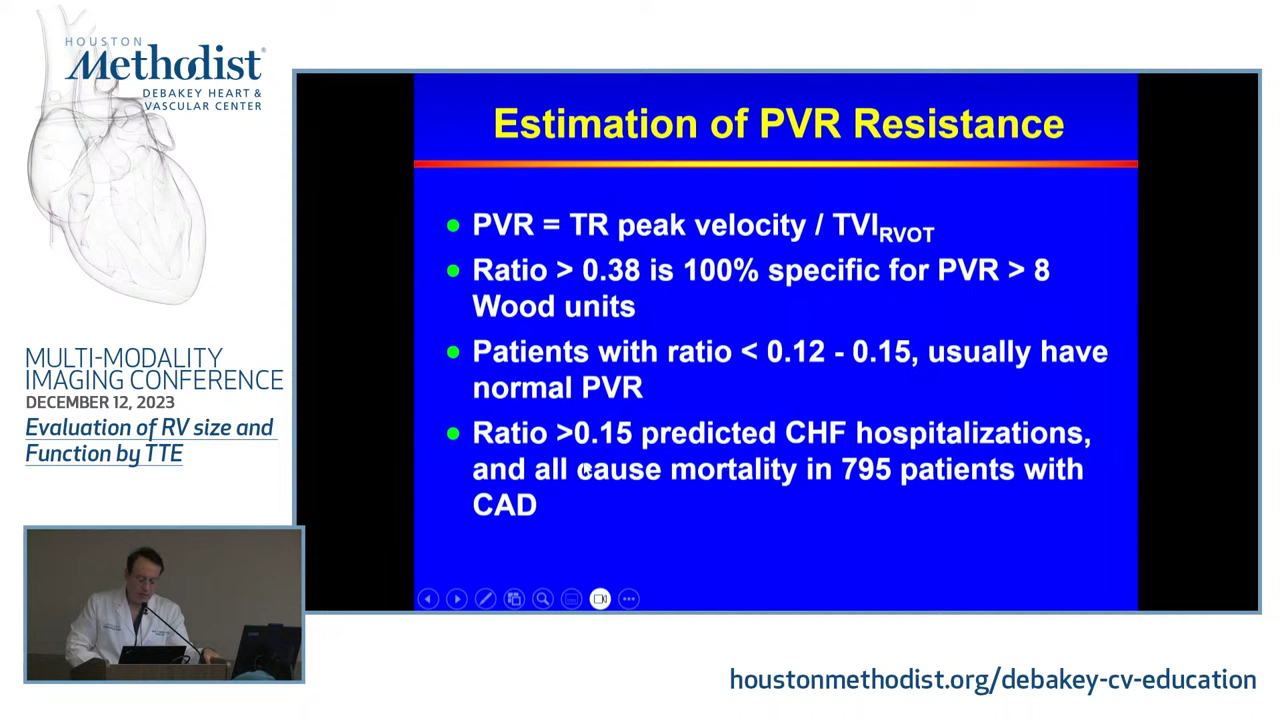 HOUSTON
Methodist®
DEBAKEY HEART &
VASCULAR CENTER
MULTI-MODALITY
IMAGING CONFERENCE
DECEMBER 12, 2023
Evaluation of RV size and
Function by TTE
Estimation of PVR Resistance
PVR = TR peak velocity / TVIRVOT
Ratio > 0.38 is 100% specific for PVR > 8
Wood units
Patients with ratio < 0.12 - 0.15, usually have
normal PVR
Ratio >0.15 predicted CHF hospitalizations,
and all cause mortality in 795 patients with
CAD
houstonmethodist.org/debakey-cv-education